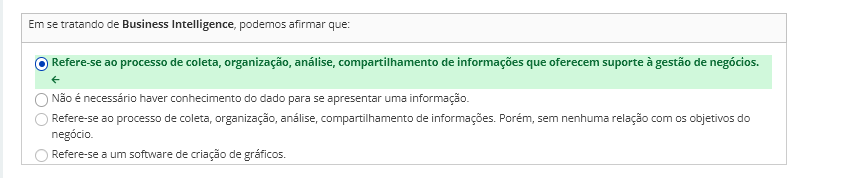 Em se tratando de Business Intelligence, podemos afirmar que:
Refere-se ao processo de coleta, organização, análise, compartilhamento de informações que oferecem suporte à gestão de negócios.
←
Não é necessário haver conhecimento do dado para se apresentar uma informação.
Refere-se ao processo de coleta, organização, análise, compartilhamento de informações. Porém, sem nenhuma relação com os objetivos do
negócio.
Refere-se a um software de criação de gráficos.